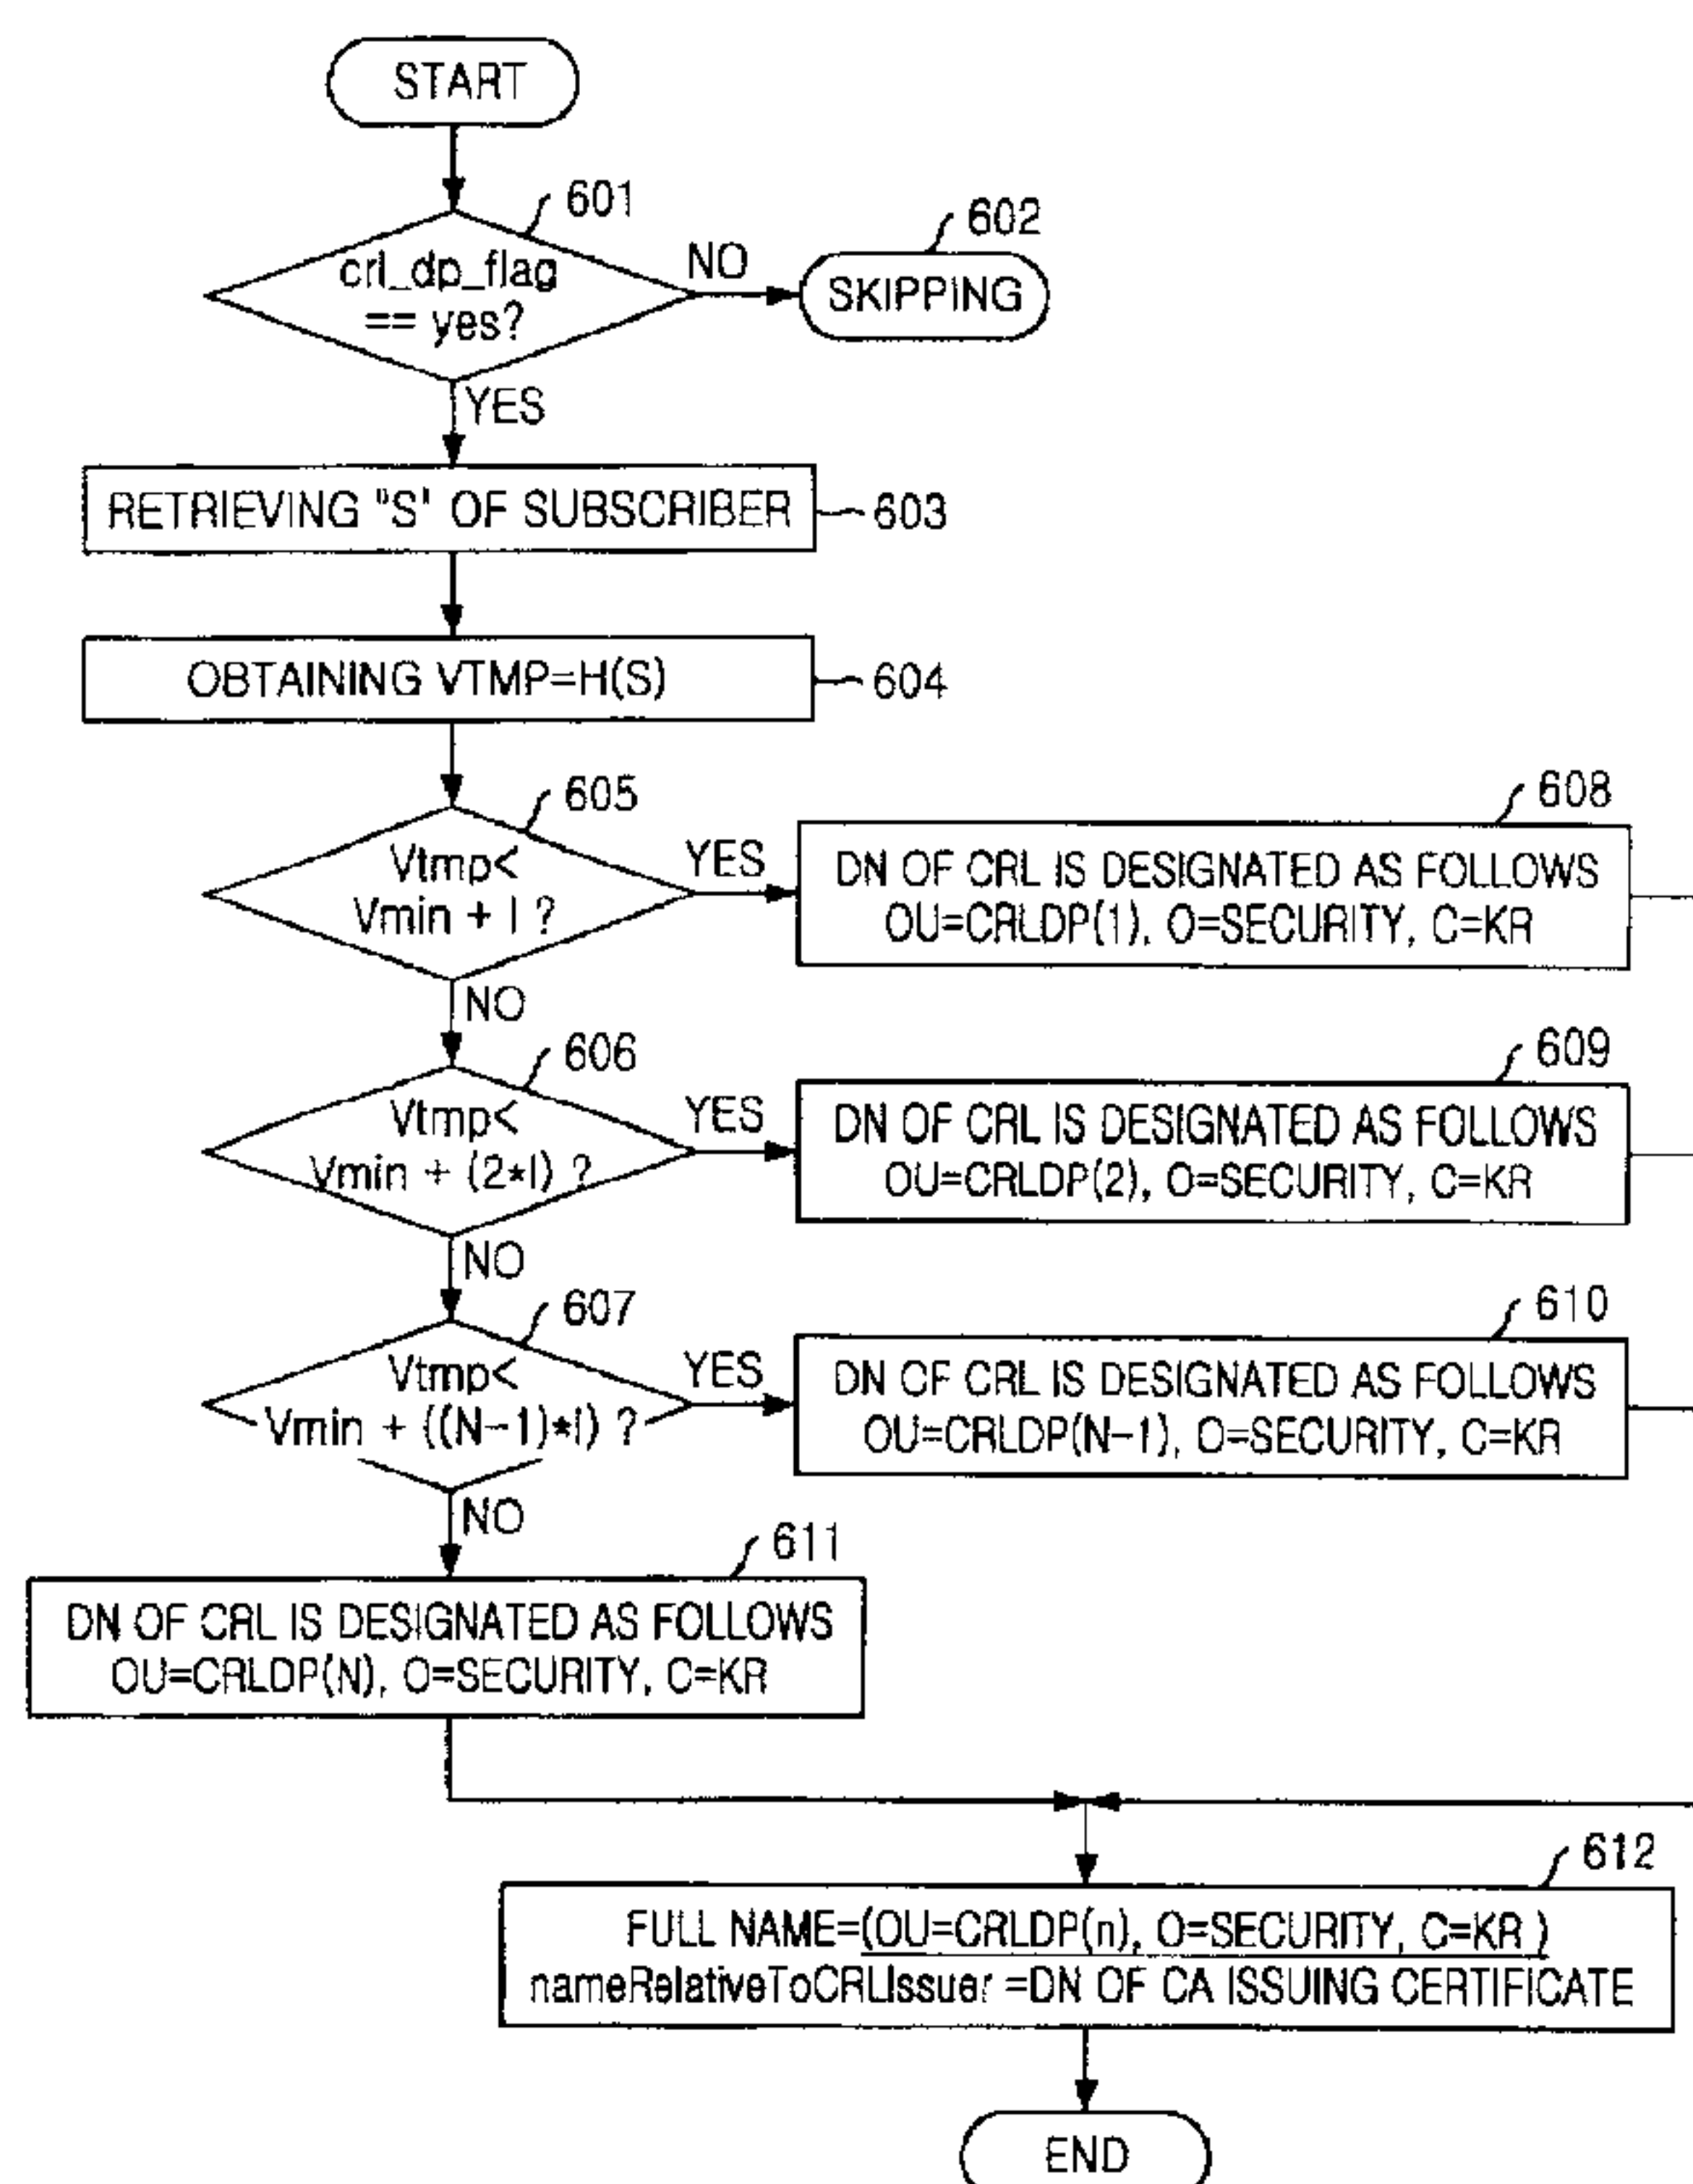 START
601
crl_dp_flag
== yes?
NO
602
SKIPPING
YES
RETRIEVING "S" OF SUBSCRIBER
603
OBTAINING VTMP=H(S)
604
605
Vtmp<
Vmin + I ?
YES
608
DN OF CRL IS DESIGNATED AS FOLLOWS
OU=CRLDP(1), O=SECURITY, C=KR
NO
606
Vtmp<
Vmin + (2*I) ?
YES
609
DN OF CRL IS DESIGNATED AS FOLLOWS
OU=CRLDP(2), O=SECURITY, C=KR
NO
607
Vtmp<
Vmin + ((N-1)*I) ?
YES
610
DN OF CRL IS DESIGNATED AS FOLLOWS
OU=CRLDP(N-1), O=SECURITY, C=KR
NO
611
DN OF CRL IS DESIGNATED AS FOLLOWS
OU=CRLDP(N), O=SECURITY, C=KR
612
FULL NAME=(OU=CRLDP(n), O=SECURITY, C=KR )
nameRelativeToCRLIssuer =DN OF CA ISSUING CERTIFICATE
END